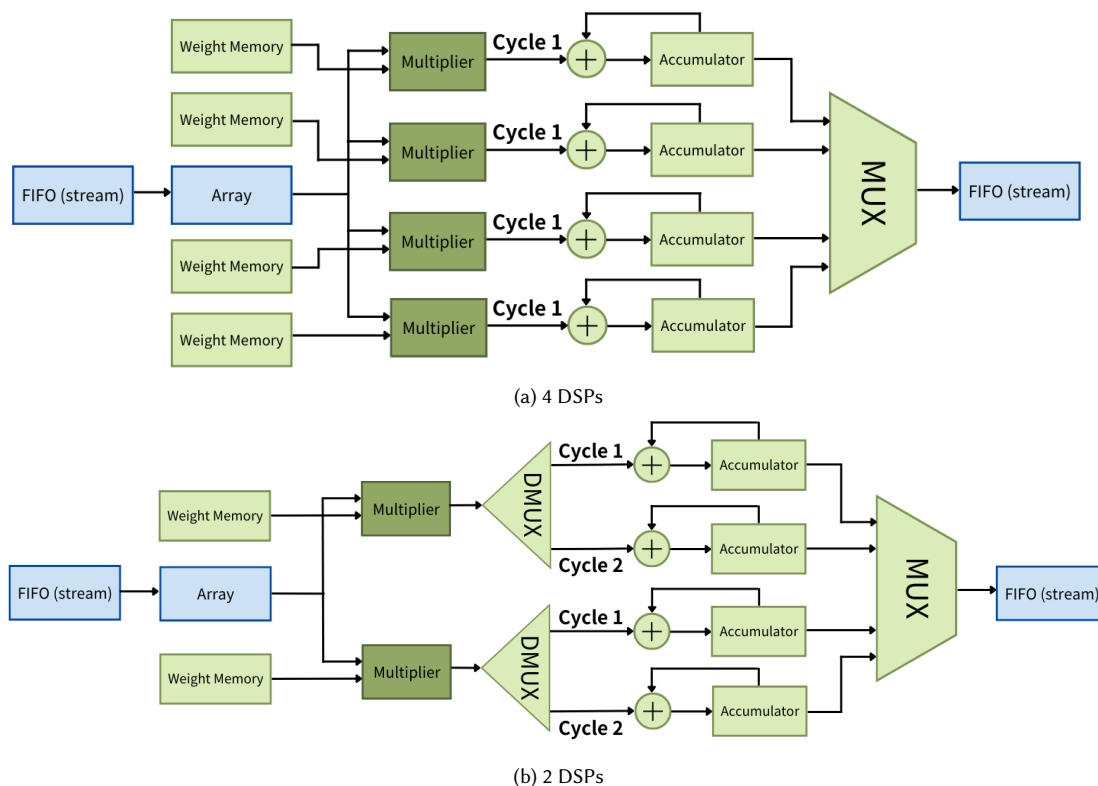 Weight Memory
Multiplier
Cycle 1
+
Accumulator
Weight Memory
Multiplier
Cycle 1
+
Accumulator
FIFO (stream)
Array
MUX
FIFO (stream)
Weight Memory
Multiplier
Cycle 1
+
Accumulator
Weight Memory
Multiplier
Cycle 1
+
Accumulator
(a) 4 DSPs
Weight Memory
Multiplier
DMUX
Cycle 1
+
Accumulator
Cycle 2
+
Accumulator
FIFO (stream)
Array
MUX
FIFO (stream)
Weight Memory
Multiplier
DMUX
Cycle 1
+
Accumulator
Cycle 2
+
Accumulator
(b) 2 DSPs